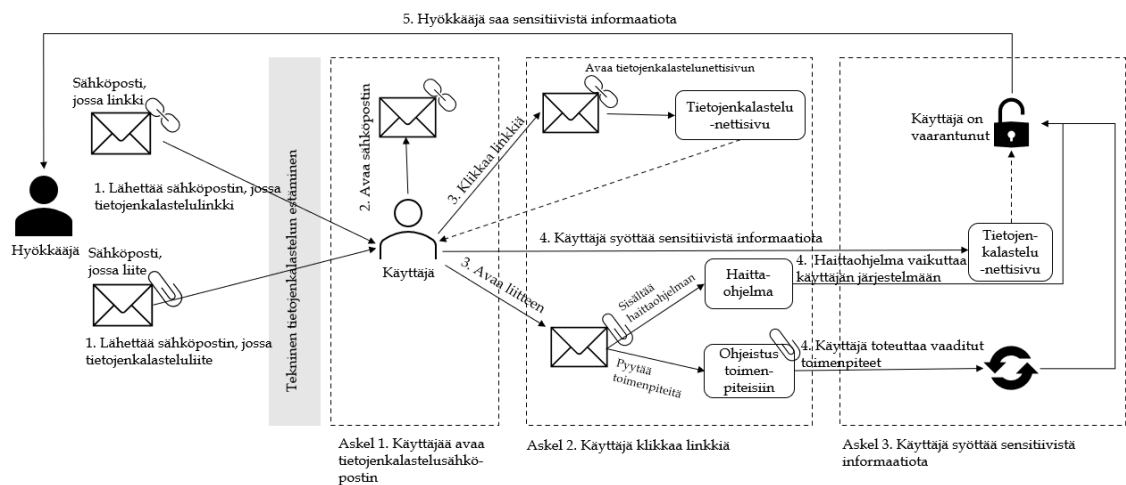 5. Hyökkääjä saa sensitiivistä informaatiota
Sähköposti,
jossa linkki
1. Lähettää sähköpostin, jossa
tietojenkalastelulinkki
Hyökkääjä
Sähköposti,
jossa liite
1. Lähettää sähköpostin, jossa
tietojenkalasteluliite
Tekninen tietojenkalastelun estäminen
2. Avaa sähköpostin
Käyttäjä
3. Klikkaa linkkiä
3. Avaa liitteen
Askel 1. Käyttäjää avaa
tietojenkalastelusähkö-
postin
Avaa tietojenkalastelunettisivun
Tietojenkalastelu
-nettisivu
4. Käyttäjä syöttää sensitiivistä informaatiota
Sisältää
haittaohjelman
Haitta-
ohjelma
4. Haittaohjelma vaikuttaa
käyttäjän järjestelmään
Pyytää
toimenpiteitä
Ohjeistus
toimen-
piteisiin
4. Käyttäjä toteuttaa vaaditut
toimenpiteet
Askel 2. Käyttäjä klikkaa linkkiä
Käyttäjä on
vaarantunut
Tietojen-
kalastelu
-nettisivu
Askel 3. Käyttäjä syöttää sensitiivistä
informaatiota